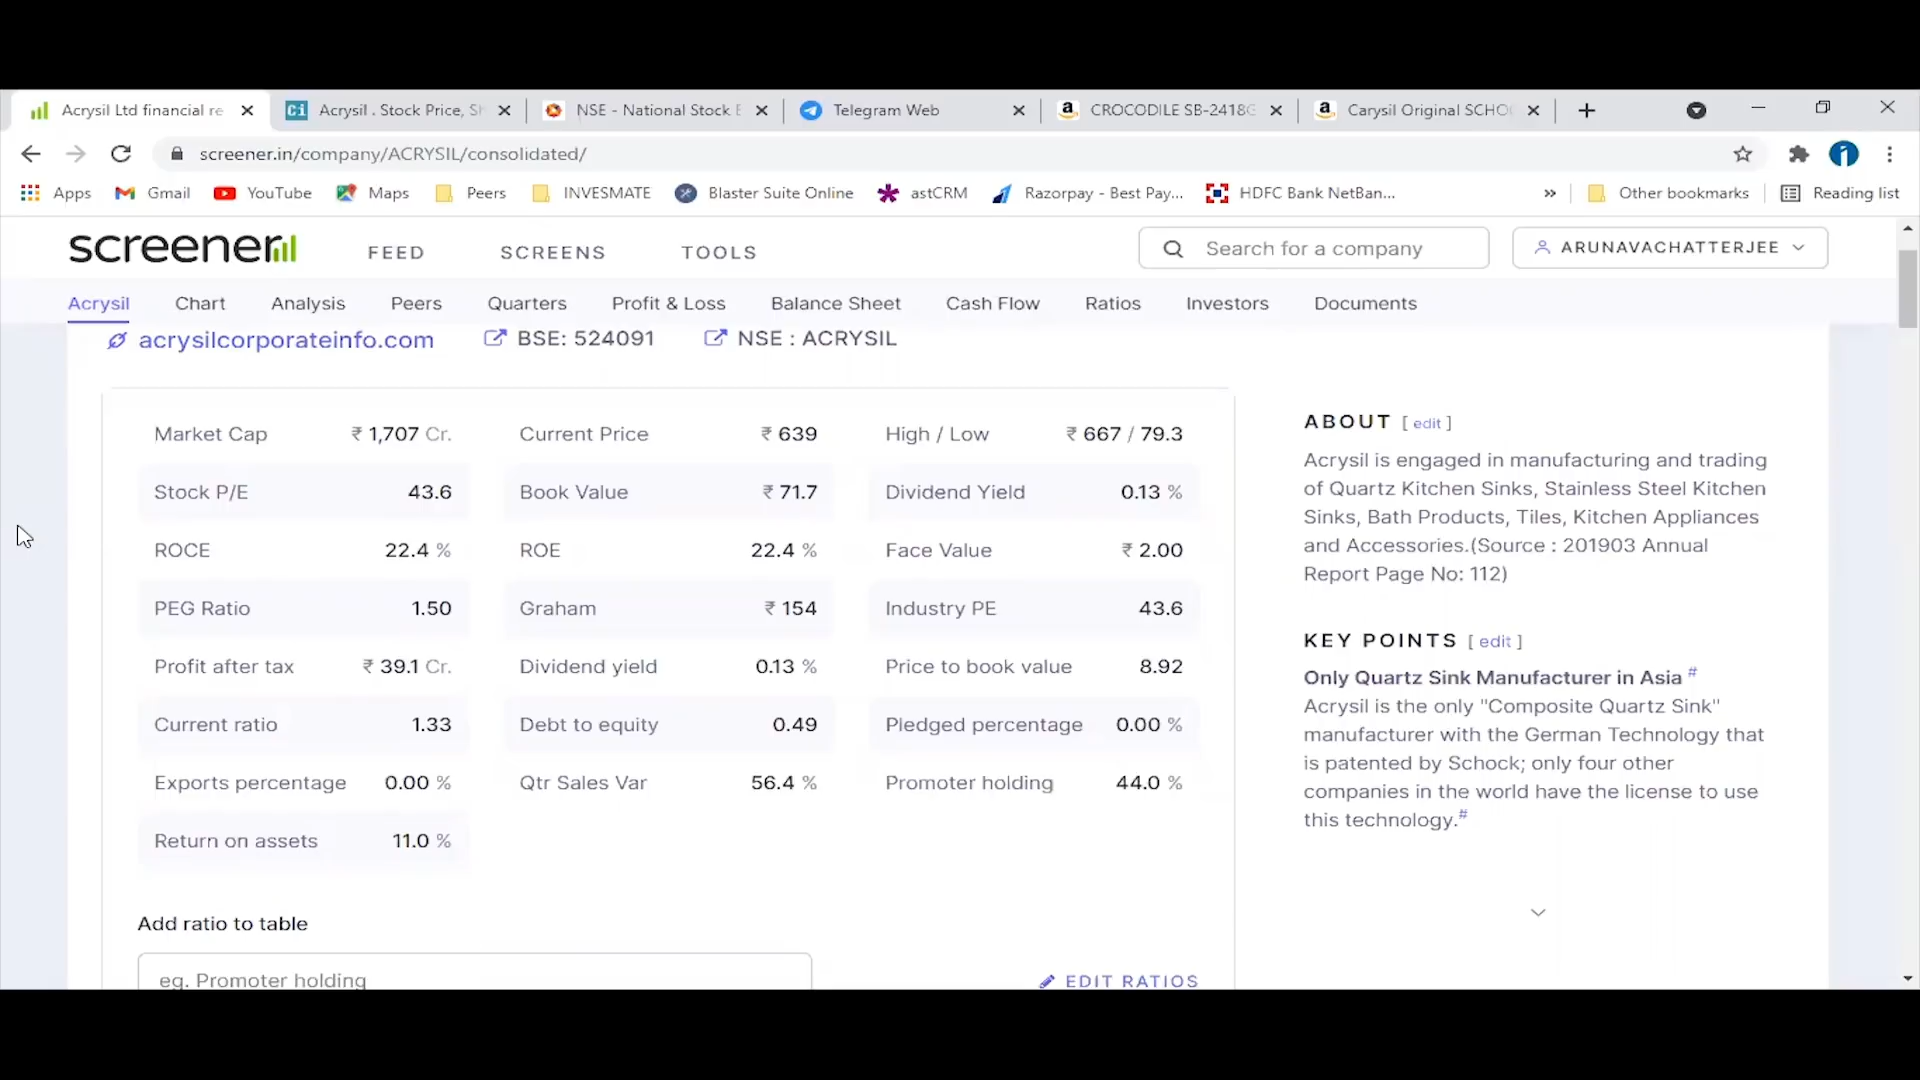 Acrysil Ltd financial re
Acrysil . Stock Price, Sh
NSE - National Stock E
Telegram Web
CROCODILE SB-2418G
Carysil Original SCHO
screener.in/company/ACRYSIL/consolidated/
Apps
Gmail
YouTube
Maps
Peers
INVESMATE
Blaster Suite Online
astCRM
Razorpay - Best Pay...
HDFC Bank NetBan...
»
Other bookmarks
Reading list
screener
FEED
SCREENS
TOOLS
Search for a company
ARUNAVACHATTERJEE
Acrysil
Chart
Analysis
Peers
Quarters
Profit & Loss
Balance Sheet
Cash Flow
Ratios
Investors
Documents
acrysilcorporateinfo.com
BSE: 524091
NSE : ACRYSIL
Market Cap ₹ 1,707 Cr.
Current Price ₹ 639
High / Low ₹ 667 / 79.3
Stock P/E 43.6
Book Value ₹ 71.7
Dividend Yield 0.13 %
ROCE 22.4 %
ROE 22.4 %
Face Value ₹ 2.00
PEG Ratio 1.50
Graham ₹ 154
Industry PE 43.6
Profit after tax ₹ 39.1 Cr.
Dividend yield 0.13 %
Price to book value 8.92
Current ratio 1.33
Debt to equity 0.49
Pledged percentage 0.00 %
Exports percentage 0.00 %
Qtr Sales Var 56.4 %
Promoter holding 44.0 %
Return on assets 11.0 %
Add ratio to table
eg. Promoter holding
EDIT RATIOS
ABOUT [ edit ]
Acrysil is engaged in manufacturing and trading
of Quartz Kitchen Sinks, Stainless Steel Kitchen
Sinks, Bath Products, Tiles, Kitchen Appliances
and Accessories.(Source : 201903 Annual
Report Page No: 112)
KEY POINTS [ edit ]
Only Quartz Sink Manufacturer in Asia #
Acrysil is the only "Composite Quartz Sink"
manufacturer with the German Technology that
is patented by Schock; only four other
companies in the world have the license to use
this technology.#